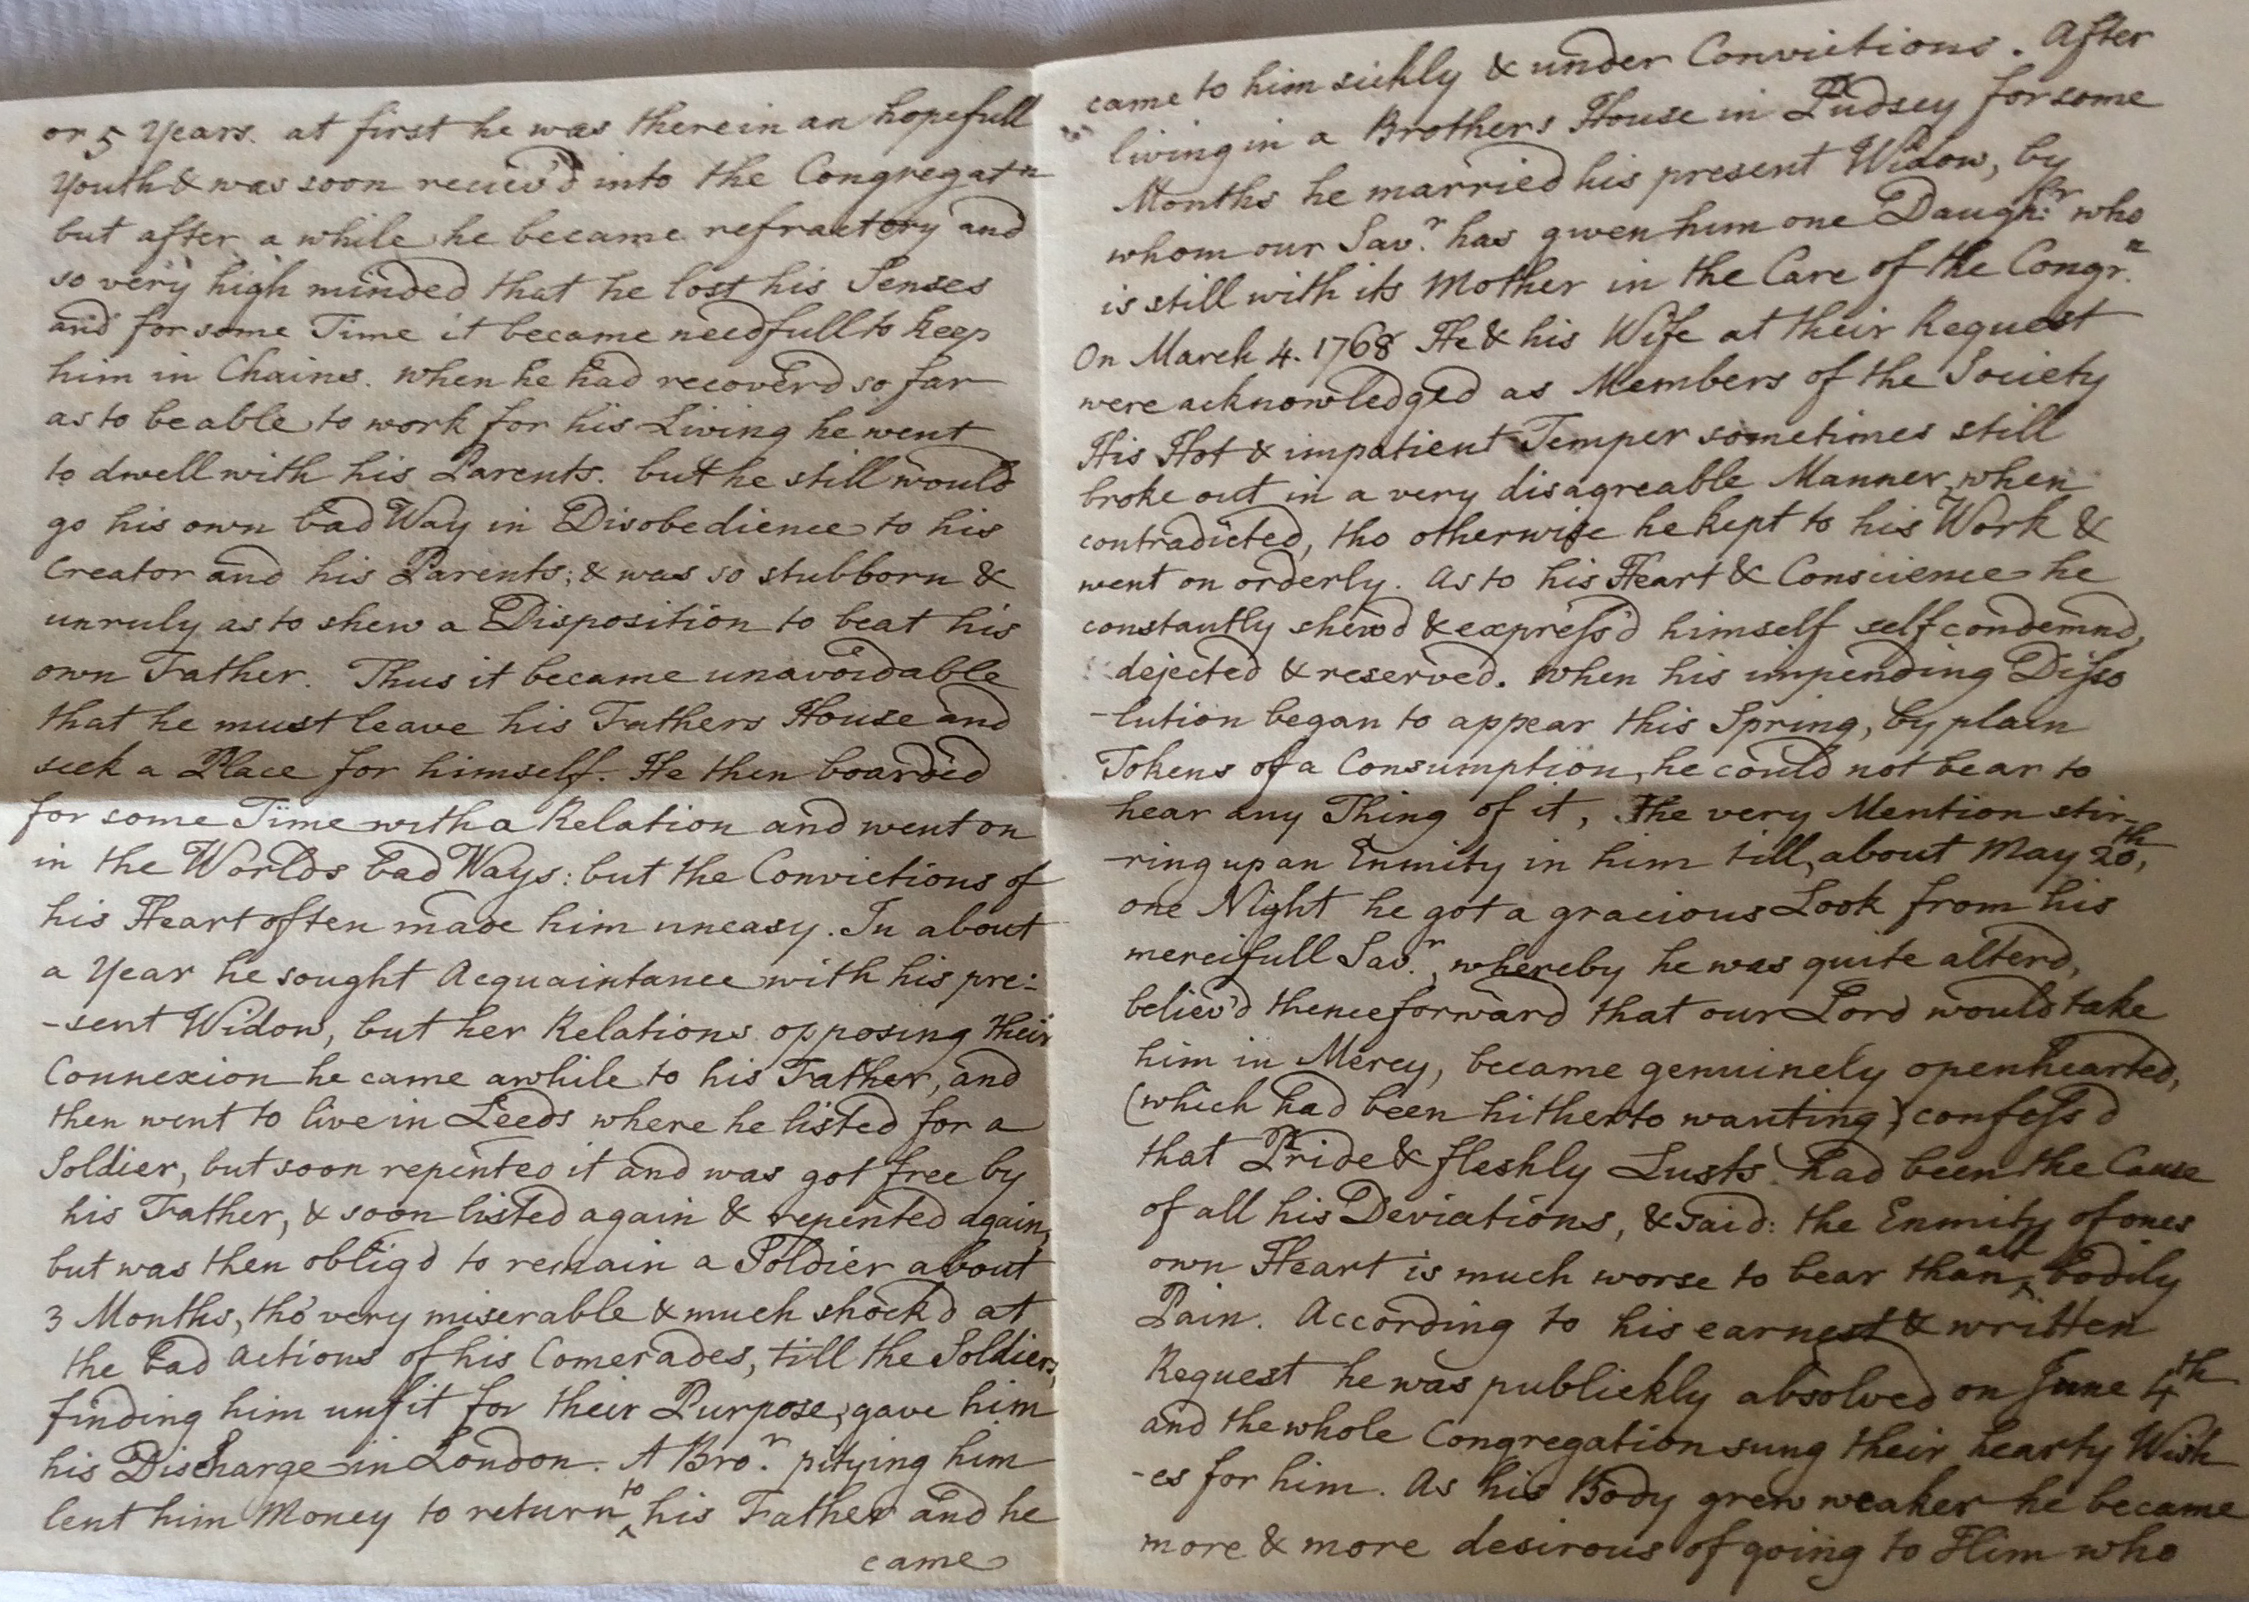 or 5 Years. at first he was therein an hopefull
Youth & was soon receiv'd into the Congregatn
but after a while he became refractory and
so very high minded that he lost his Senses
and for some Time it became needfull to keep
him in Chains. when he had recoverd so far
as to be able to work for his Living he went
to dwell with his Parents. but he still would
go his own bad Way in Disobedience to his
Creator and his Parents; & was so stubborn &
unruly as to shew a Disposition to beat his
own Father. Thus it became unavoidable
that he must leave his Fathers House and
seek a Place for himself. He then boarded
for some Time with a Relation and went on
in the Worlds bad Ways: but the Convictions of
his Heart often made him uneasy. In about
a Year he sought Acquaintance with his pre:
-sent Widow, but her Relations opposing their
Connexion he came awhile to his Father, and
then went to live in Leeds where he listed for a
Soldier, but soon repented it and was got free by
his Father, & soon listed again & repented again,
but was then oblig'd to remain a Soldier about
3 Months, tho' very miserable & much shock'd at
the bad actions of his Comerades, till the Soldiers,
finding him unfit for their Purpose, gave him
his Discharge in London. A Bro.r pitying him
lent him Money to return to his Father and he
came
came to him sickly & under Convictions. After
living in a Brothers House in Pudsey for some
Months he married his present Widow, by
whom our Sav.r has given him one Daugh:r who
is still with its Mother in the Care of the Congr.n
On March 4. 1768 He & his Wife at their Request
were acknowledged as Members of the Society
His Hot & impatient Temper sometimes still
broke out in a very disagreable Manner, when
contradicted, tho otherwise he kept to his Work &
went on orderly. As to his Heart & Conscience he
constantly shew'd & express'd himself self condemnd,
dejected & reserved. When his impending Disso
-lution began to appear this Spring, by plain
Tokens of a Consumption, he could not bear to
hear any Thing of it, the very Mention stir-
-ring up an Enmity in him till, about May 20th,
one Night he got a gracious Look from his
mercifull Sav.r, whereby he was quite alterd,
believ'd thenceforward that our Lord would take
him in Mercy, became genuinely openhearted,
(which had been hitherto wanting) confess'd
that Pride & fleshly Lusts had been the Cause
of all his Deviations, & said: the Enmity of ones
own Heart is much worse to bear than all bodily
Pain. According to his earnest & written
Request he was publickly absolved on June 4th
and the whole Congregation sung their hearty Wish
-es for him. As his Body grew weaker he became
more & more desirous of going to Him who